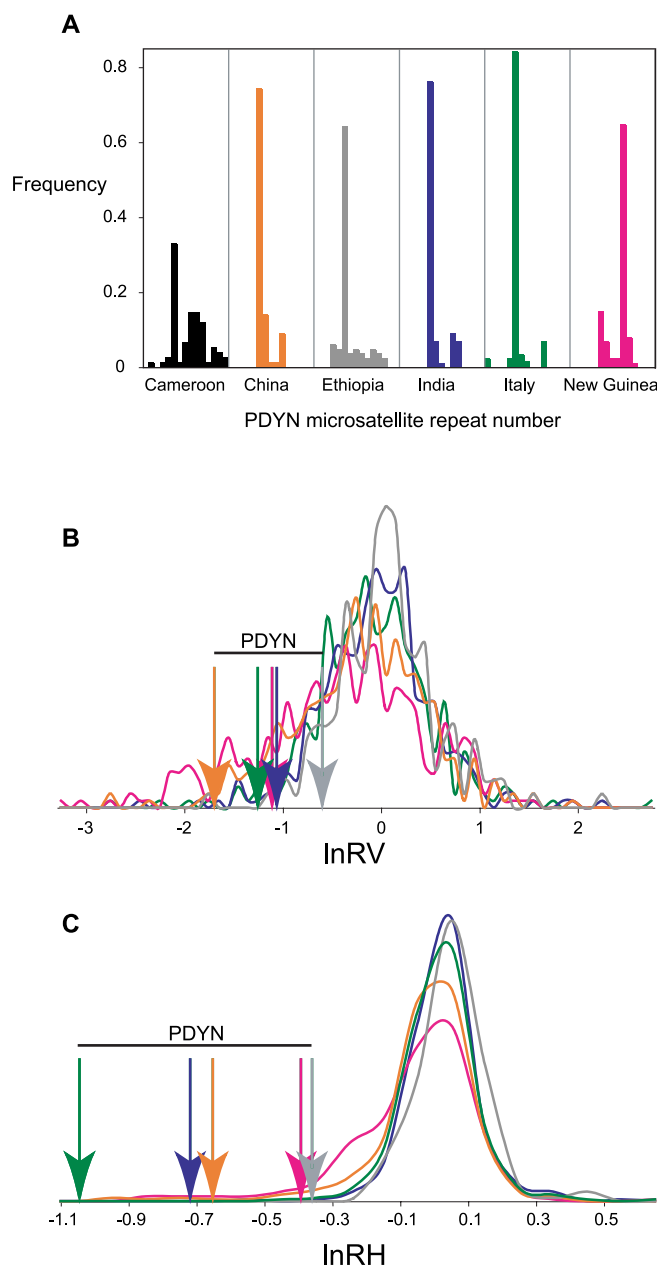 A
0.8
0.6
Frequency
0.4
0.2
0
Cameroon China Ethiopia India Italy New Guinea
PDYN microsatellite repeat number
B
PDYN
-3 -2 -1 0 1 2
lnRV
C
PDYN
-1.1 -0.9 -0.7 -0.5 -0.3 -0.1 0.1 0.3 0.5
lnRH